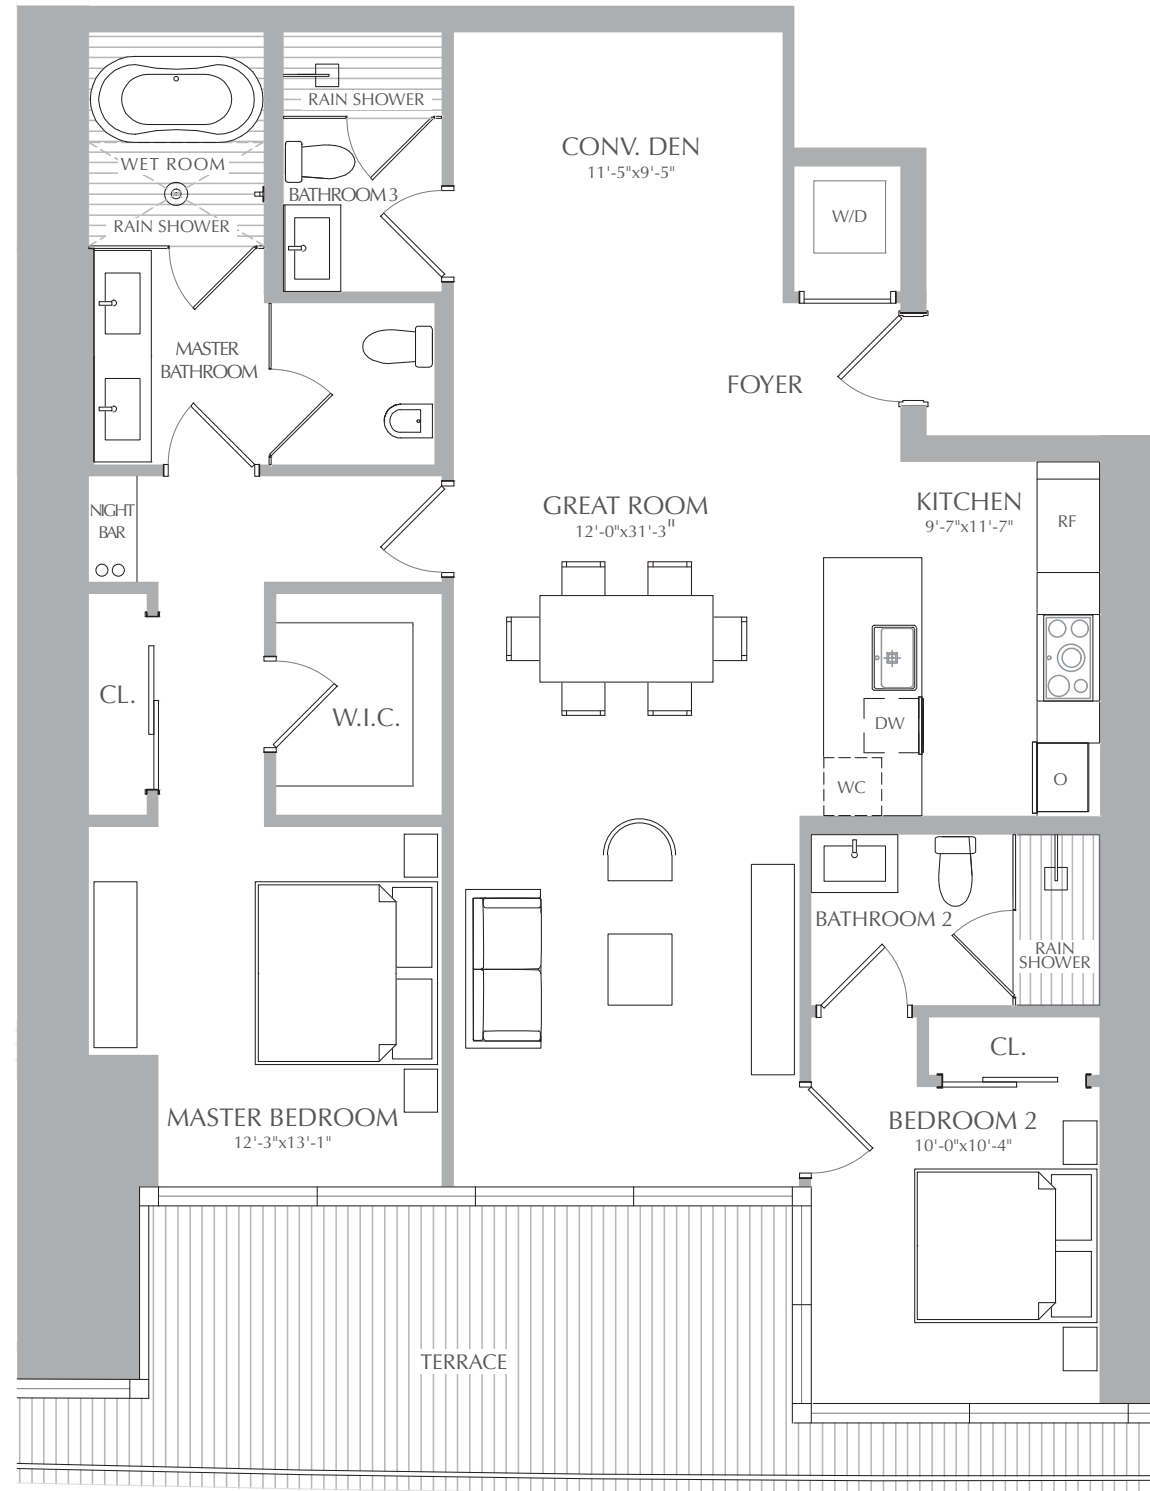 RAIN SHOWER
WET ROOM
RAIN SHOWER
BATHROOM 3
CONV. DEN
11'-5"x9'-5"
W/D
MASTER
BATHROOM
FOYER
NIGHT
BAR
GREAT ROOM
12'-0"x31'-3"
KITCHEN
9'-7"x11'-7"
RF
CL.
W.I.C.
DW
WC
O
BATHROOM 2
RAIN
SHOWER
CL.
MASTER BEDROOM
12'-3"x13'-1"
BEDROOM 2
10'-0"x10'-4"
TERRACE